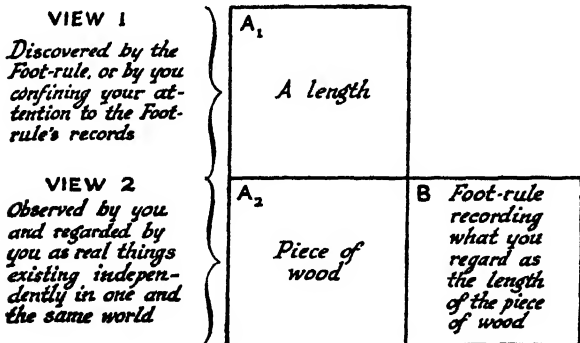 VIEW 1
Discovered by the
Foot-rule, or by you
confining your at-
tention to the Foot-
rule's records
A1
A length
VIEW 2
Observed by you
and regarded by
you as real things
existing indepen-
dently in one and
the same world
A2
Piece of
wood
B Foot-rule
recording
what you
regard as
the length
of the piece
of wood